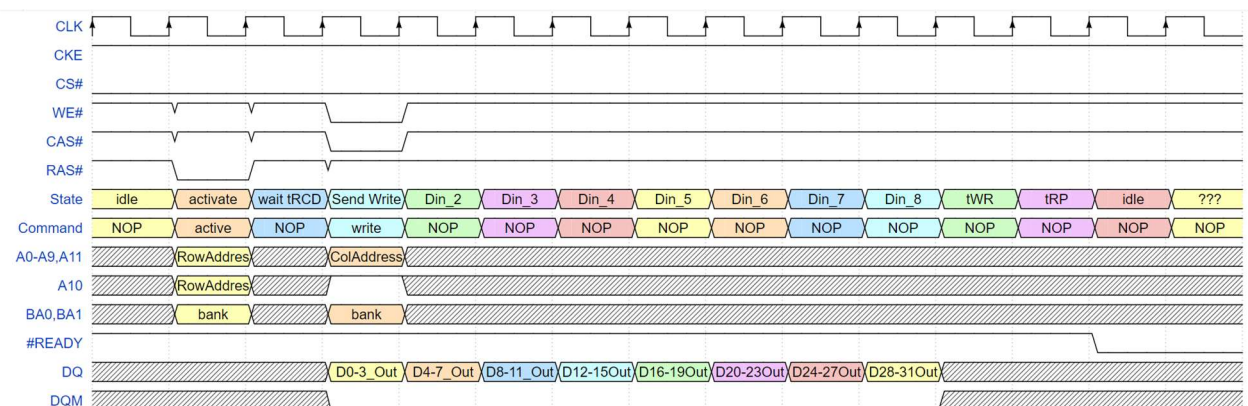 CLK
CKE
CS#
WE#
CAS#
RAS#
State idle activate wait tRCD Send Write Din_2 Din_3 Din_4 Din_5 Din_6 Din_7 Din_8 tWR tRP idle ???
Command NOP active NOP write NOP NOP NOP NOP NOP NOP NOP NOP NOP NOP NOP
A0-A9,A11 RowAddres ColAddress
A10 RowAddres
BA0,BA1 bank bank
#READY
DQ D0-3_Out D4-7_Out D8-11_Out D12-15Out D16-19Out D20-23Out D24-27Out D28-31Out
DQM